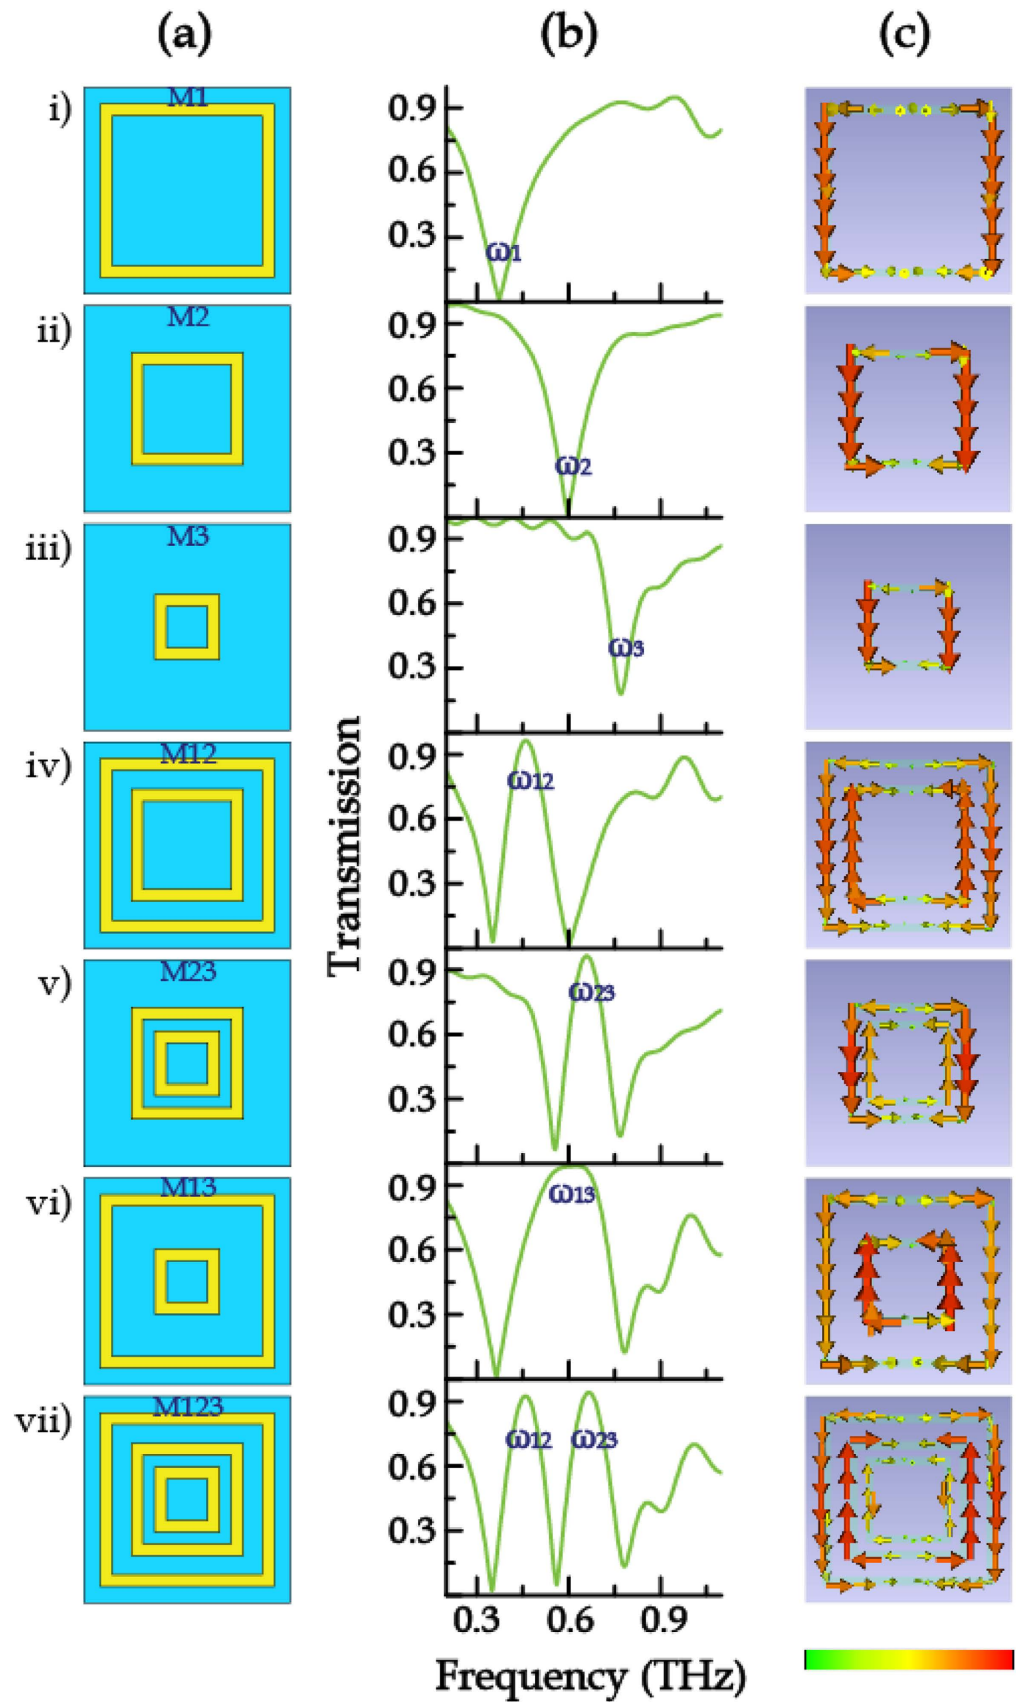 (a) (b) (c)
i) M1
0.9
0.6
0.3
ω1
ii) M2
0.9
0.6
0.3
ω2
iii) M3
0.9
0.6
0.3
ω3
Transmission
iv) M12
0.9
0.6
0.3
ω12
v) M23
0.9
0.6
0.3
ω23
vi) M13
0.9
0.6
0.3
ω13
vii) M123
0.9
0.6
0.3
ω12 ω23
0.3 0.6 0.9
Frequency (THz)